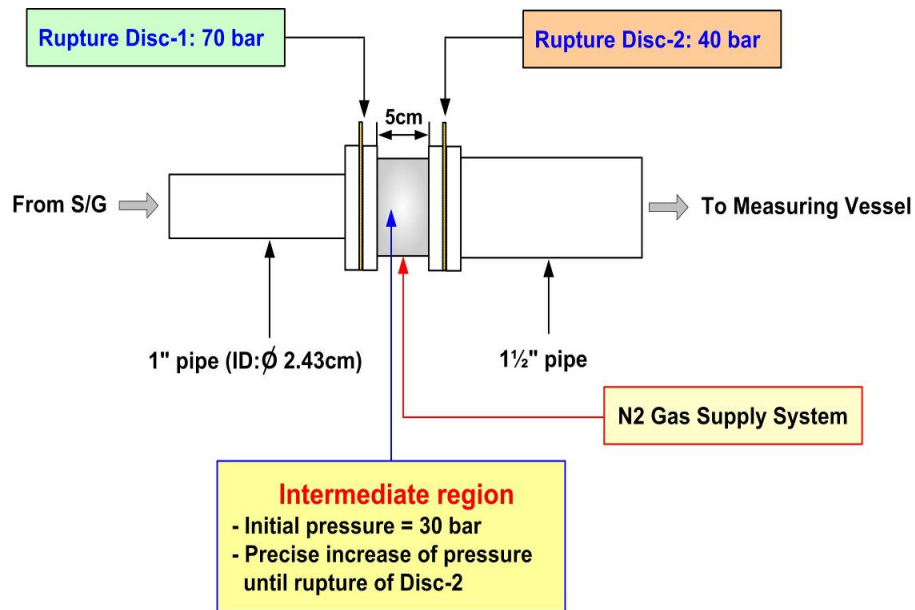 Rupture Disc-1: 70 bar
Rupture Disc-2: 40 bar
5cm
From S/G
To Measuring Vessel
1" pipe (ID:Ø 2.43cm)
1½" pipe
N2 Gas Supply System
Intermediate region
- Initial pressure = 30 bar
- Precise increase of pressure
until rupture of Disc-2